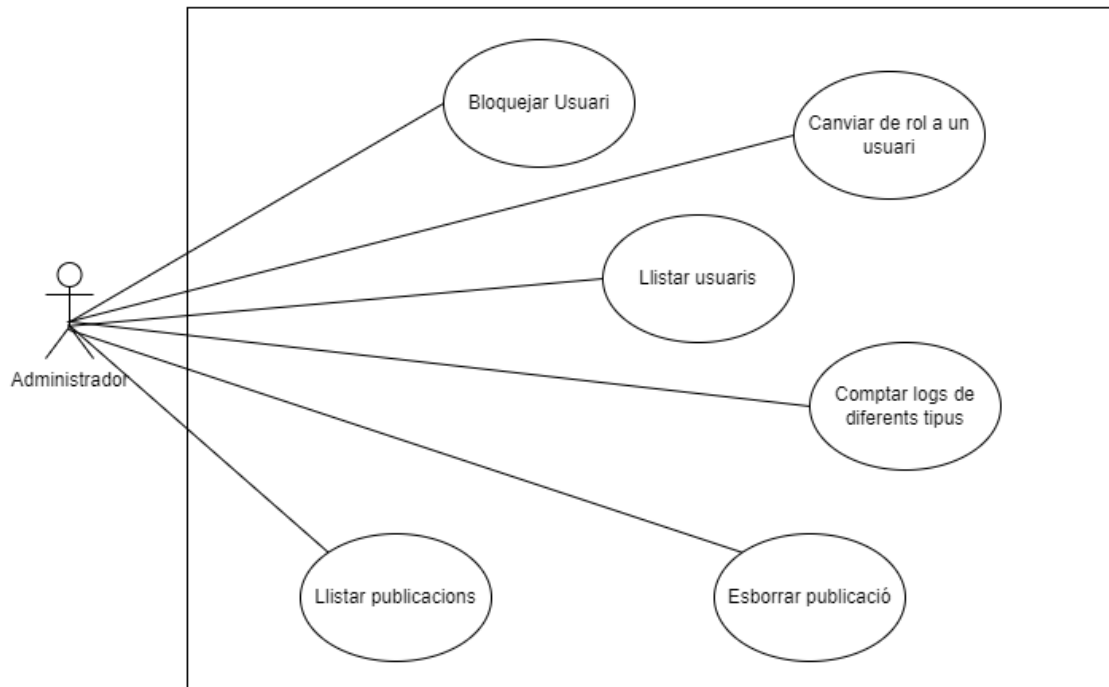 Bloquejar Usuari
Canviar de rol a un
usuari
Llistar usuaris
Administrador
Comptar logs de
diferents tipus
Llistar publicacions
Esborrar publicació